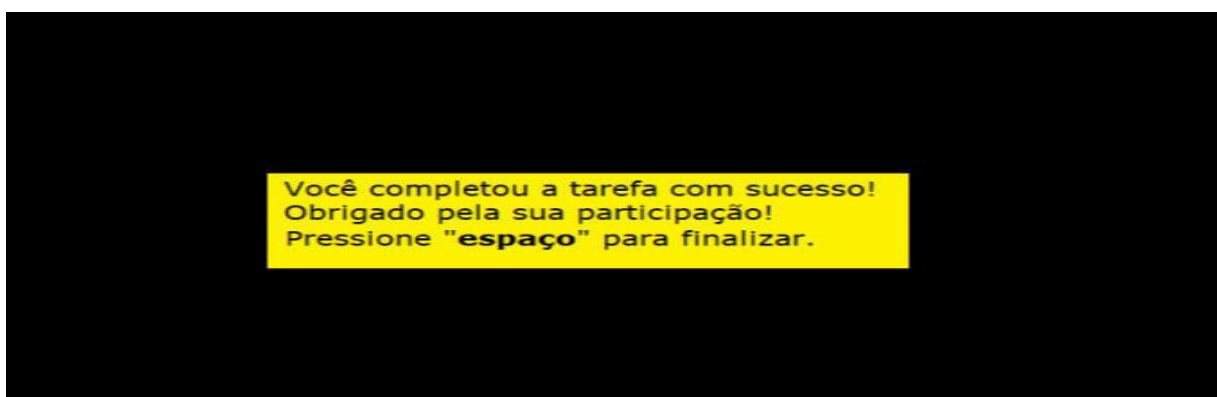 Você completou a tarefa com sucesso!
Obrigado pela sua participação!
Pressione "espaço" para finalizar.